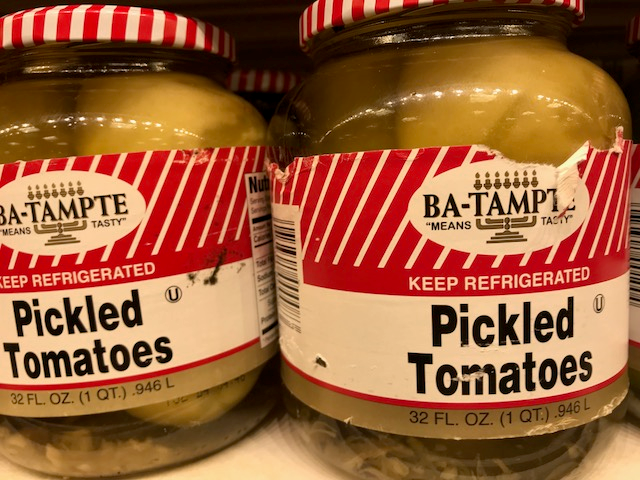 BA-TAMPTE
"MEANS TASTY"
KEEP REFRIGERATED
Pickled
Tomatoes
U
32 FL. OZ. (1 QT.) .946 L
BA-TAMPTE
"MEANS TASTY"
KEEP REFRIGERATED
Pickled
Tomatoes
U
32 FL. OZ. (1 QT.) .946 L